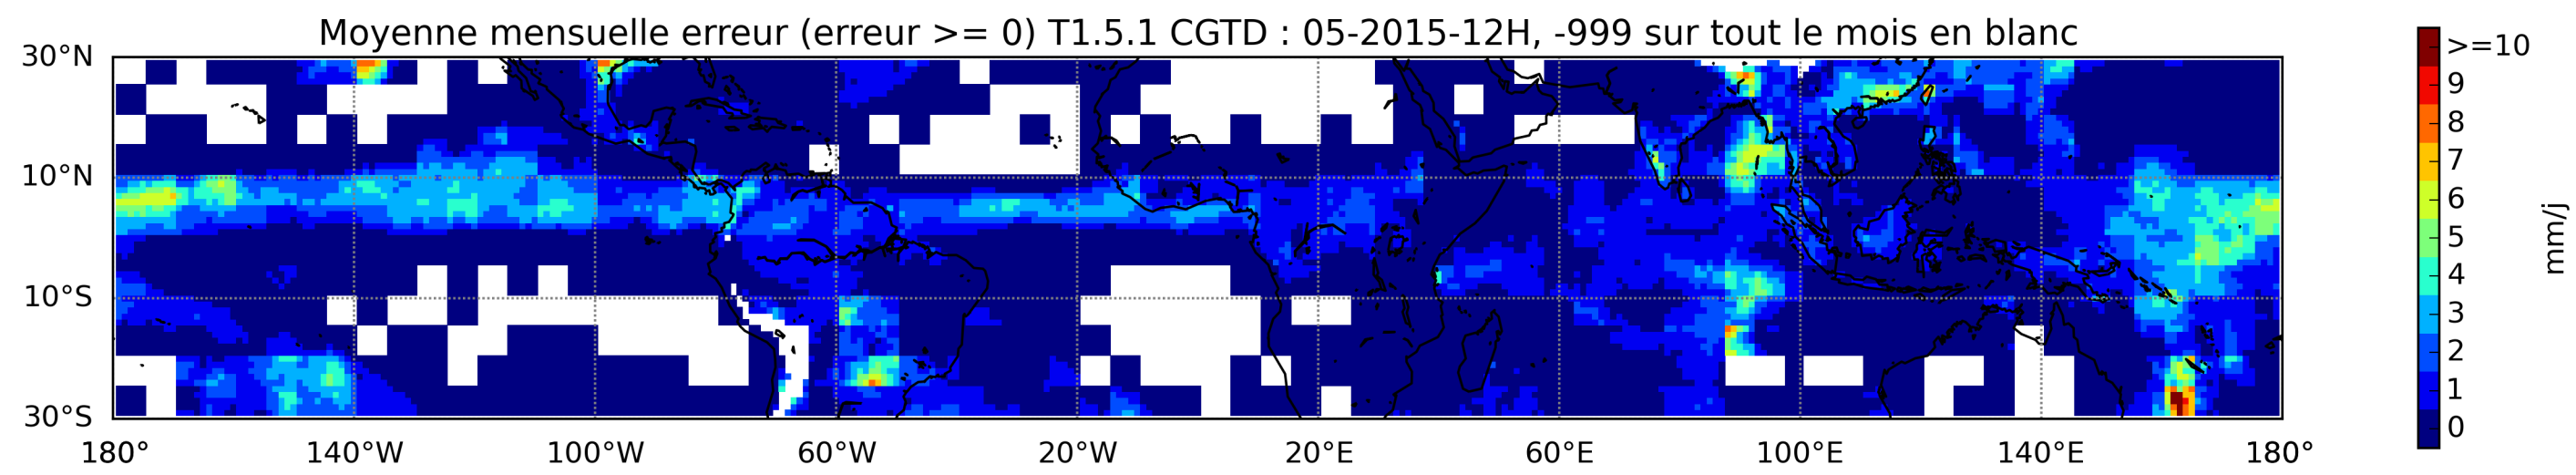 Moyenne mensuelle erreur (erreur >= 0) T1.5.1 CGTD : 05-2015-12H, -999 sur tout le mois en blanc
30°N
10°N
10°S
30°S
180° 140°W 100°W 60°W 20°W 20°E 60°E 100°E 140°E 180°
>=10
9
8
7
6
5
4
3
2
1
0
mm/j